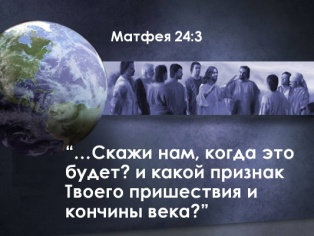 Матфея 24:3
“...Скажи нам, когда это
будет? и какой признак
Твоего пришествия и
кончины века?”